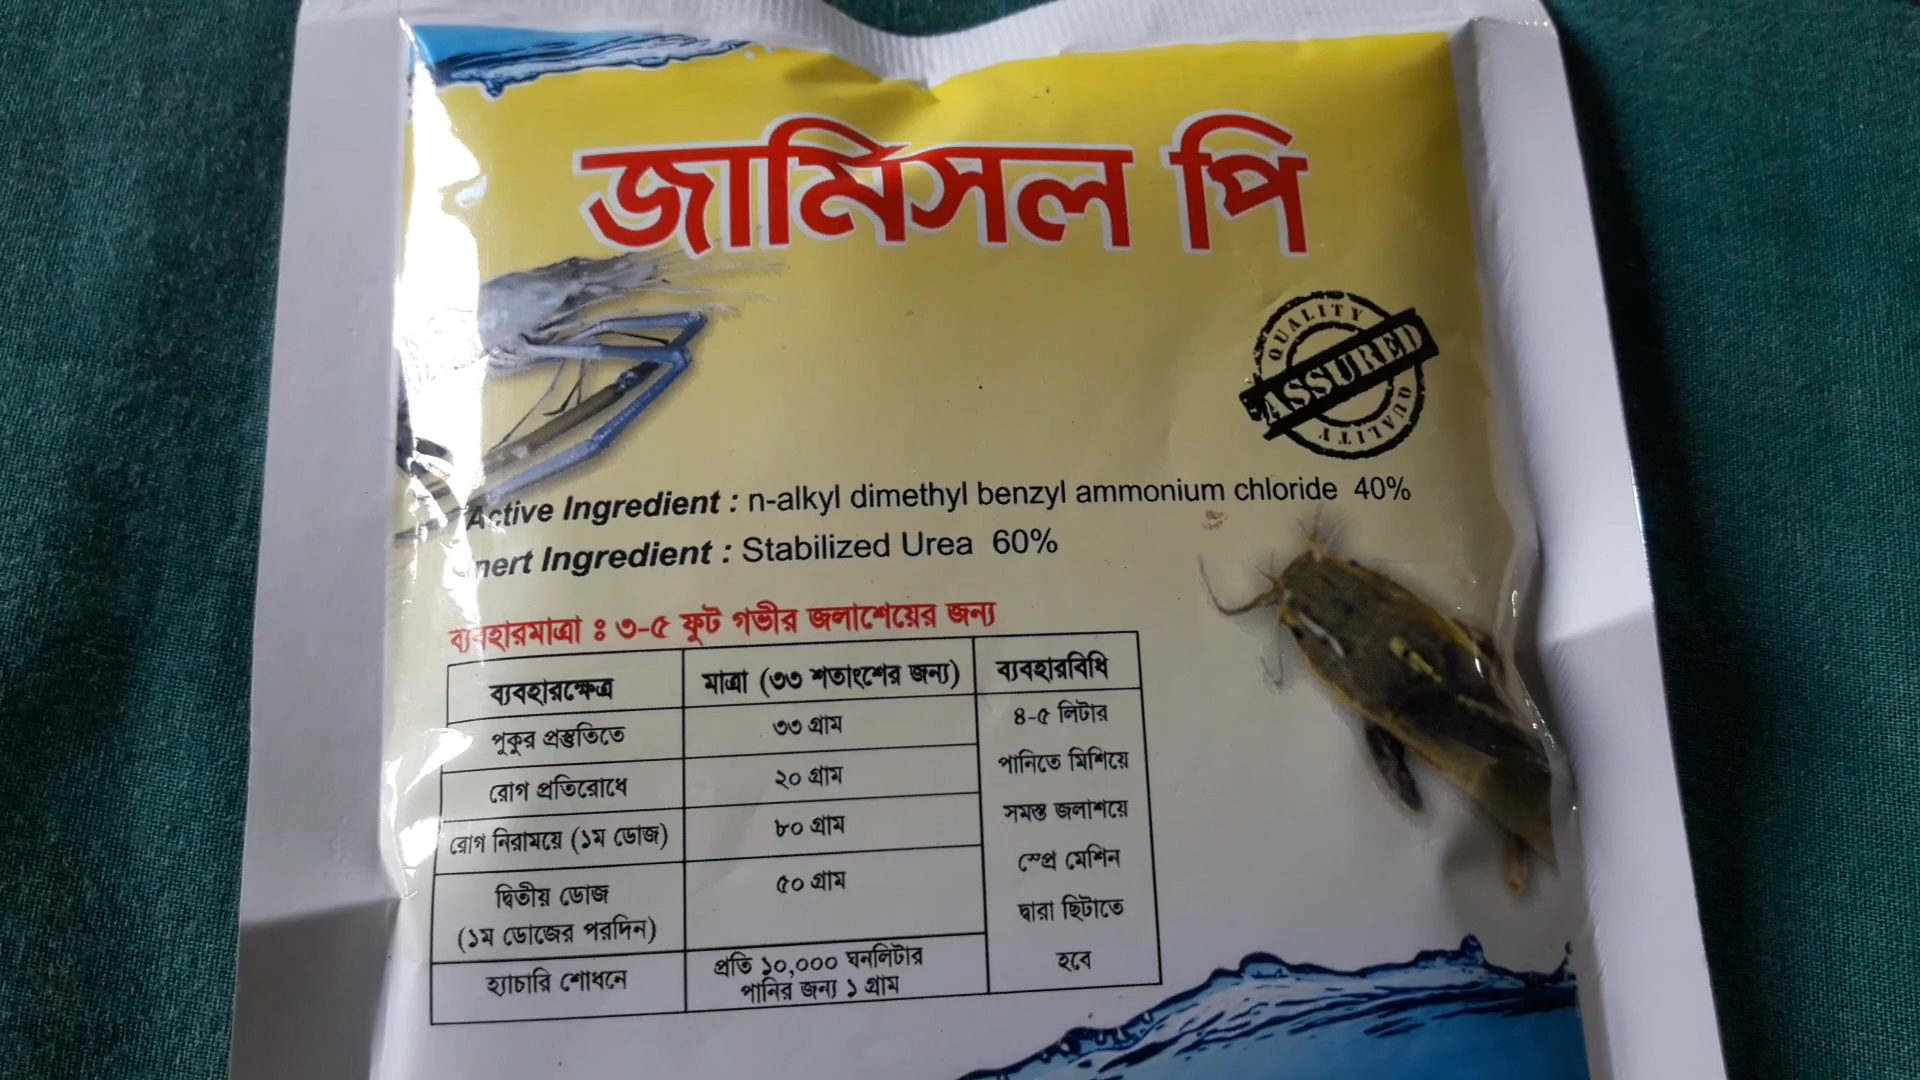 জামিসল পি
QUALITY
ASSURED
QUALITY
Active Ingredient : n-alkyl dimethyl benzyl ammonium chloride 40%
Inert Ingredient : Stabilized Urea 60%
ব্যবহারমাত্রা ঃ ৩-৫ ফুট গভীর জলাশেয়ের জন্য
ব্যবহারক্ষেত্র মাত্রা (৩৩ শতাংশের জন্য) ব্যবহারবিধি
পুকুর প্রস্তুতিতে ৩৩ গ্রাম ৪-৫ লিটার
রোগ প্রতিরোধে ২০ গ্রাম পানিতে মিশিয়ে
রোগ নিরাময়ে (১ম ডোজ) ৮০ গ্রাম সমস্ত জলাশয়ে
স্প্রে মেশিন
দ্বিতীয় ডোজ ৫০ গ্রাম দ্বারা ছিটাতে
(১ম ডোজের পরদিন)
হ্যাচারি শোধনে প্রতি ১০,০০০ ঘনলিটার হবে
পানির জন্য ১ গ্রাম